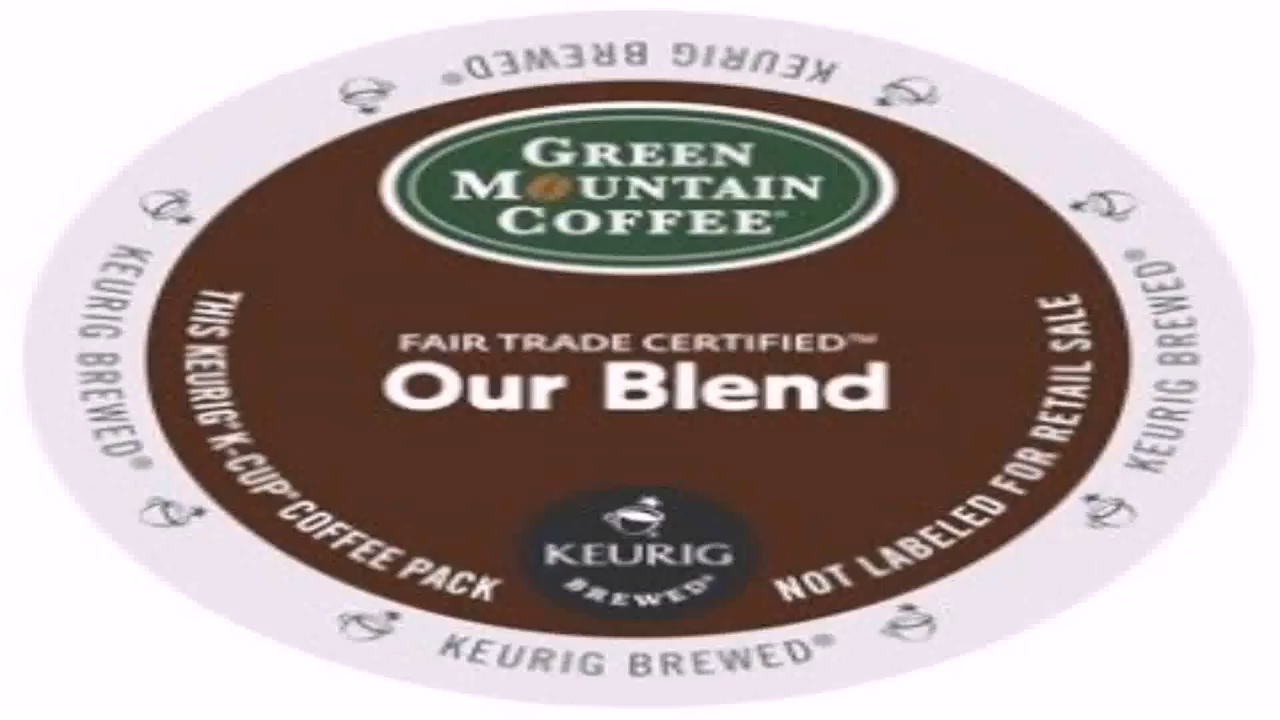 KEURIG BREWED®
GREEN
MOUNTAIN
COFFEE®
FAIR TRADE CERTIFIED™
Our Blend
THIS KEURIG® K-CUP® COFFEE PACK
NOT LABELED FOR RETAIL SALE
KEURIG
BREWED®
KEURIG BREWED®
KEURIG BREWED®
KEURIG BREWED®